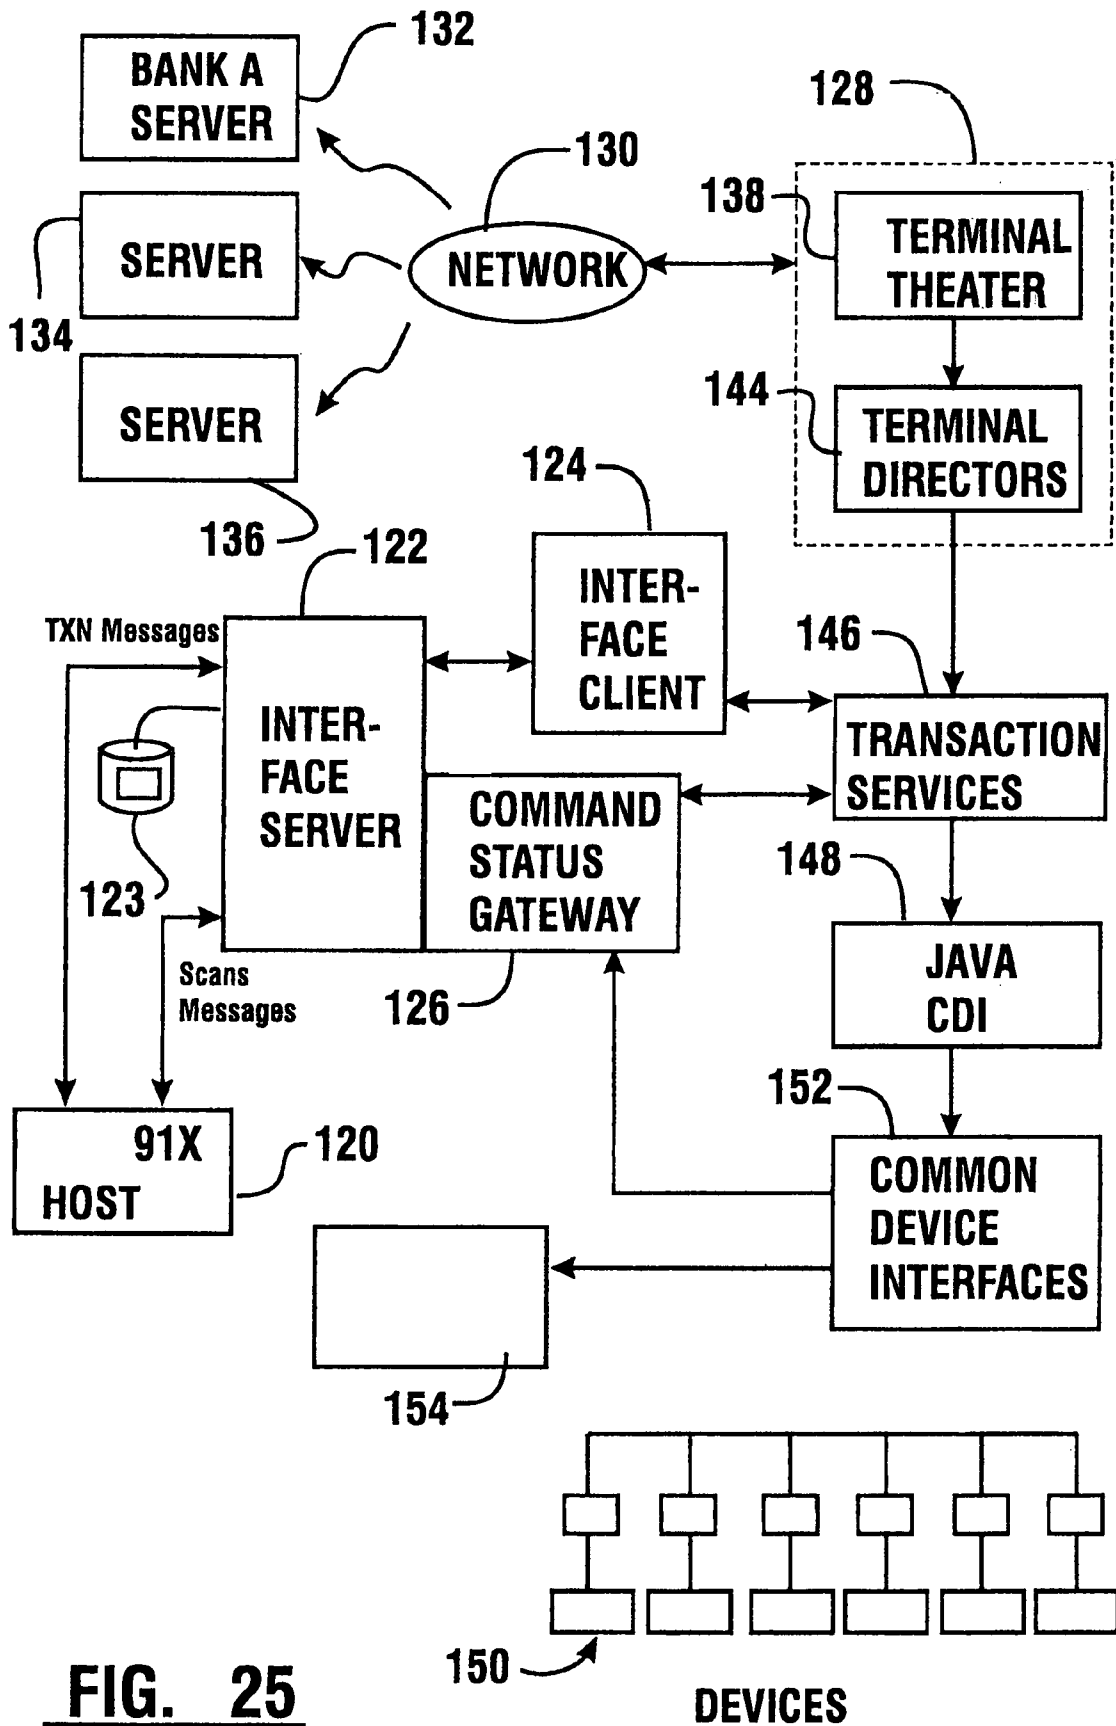 132
BANK A
SERVER
128
130
138
TERMINAL
THEATER
SERVER
NETWORK
134
144
TERMINAL
DIRECTORS
SERVER
124
136
122
INTER-
FACE
CLIENT
TXN Messages
146
INTER-
FACE
SERVER
TRANSACTION
SERVICES
COMMAND
STATUS
GATEWAY
148
123
JAVA
CDI
Scans
Messages
126
152
91X
HOST
120
COMMON
DEVICE
INTERFACES
154
150
DEVICES
FIG. 25